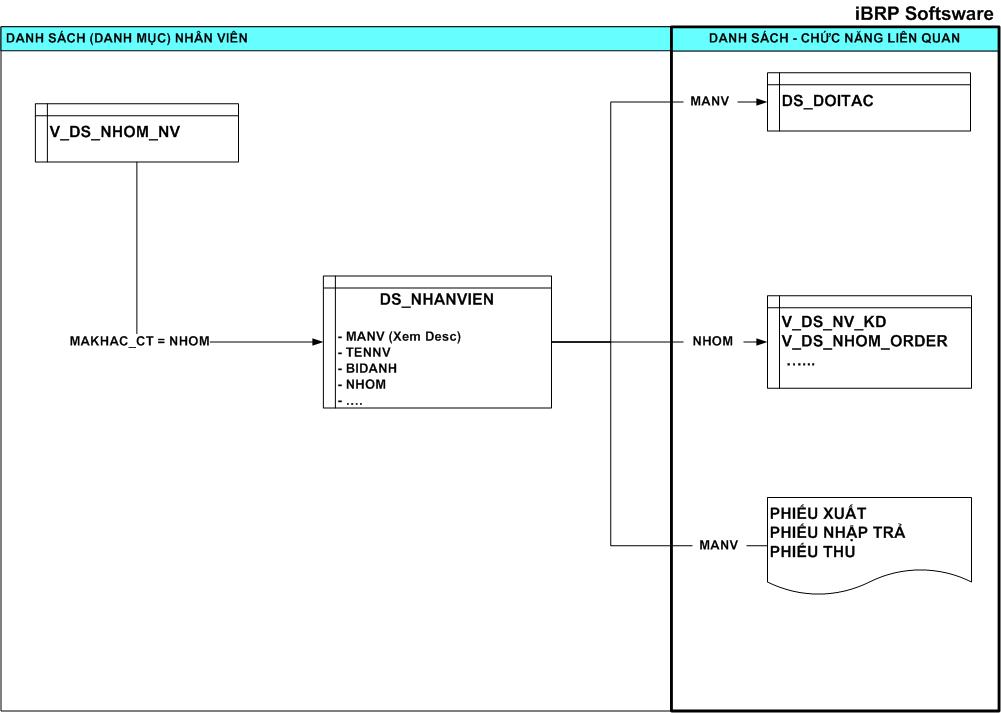 iBRP Softsware
DANH SÁCH (DANH MỤC) NHÂN VIÊN
DANH SÁCH - CHỨC NĂNG LIÊN QUAN
V_DS_NHOM_NV
MANV
DS_DOITAC
MAKHAC_CT = NHOM
DS_NHANVIEN
- MANV (Xem Desc)
- TENNV
- BIDANH
- NHOM
- ....
NHOM
V_DS_NV_KD
V_DS_NHOM_ORDER
......
MANV
PHIẾU XUẤT
PHIẾU NHẬP TRẢ
PHIẾU THU